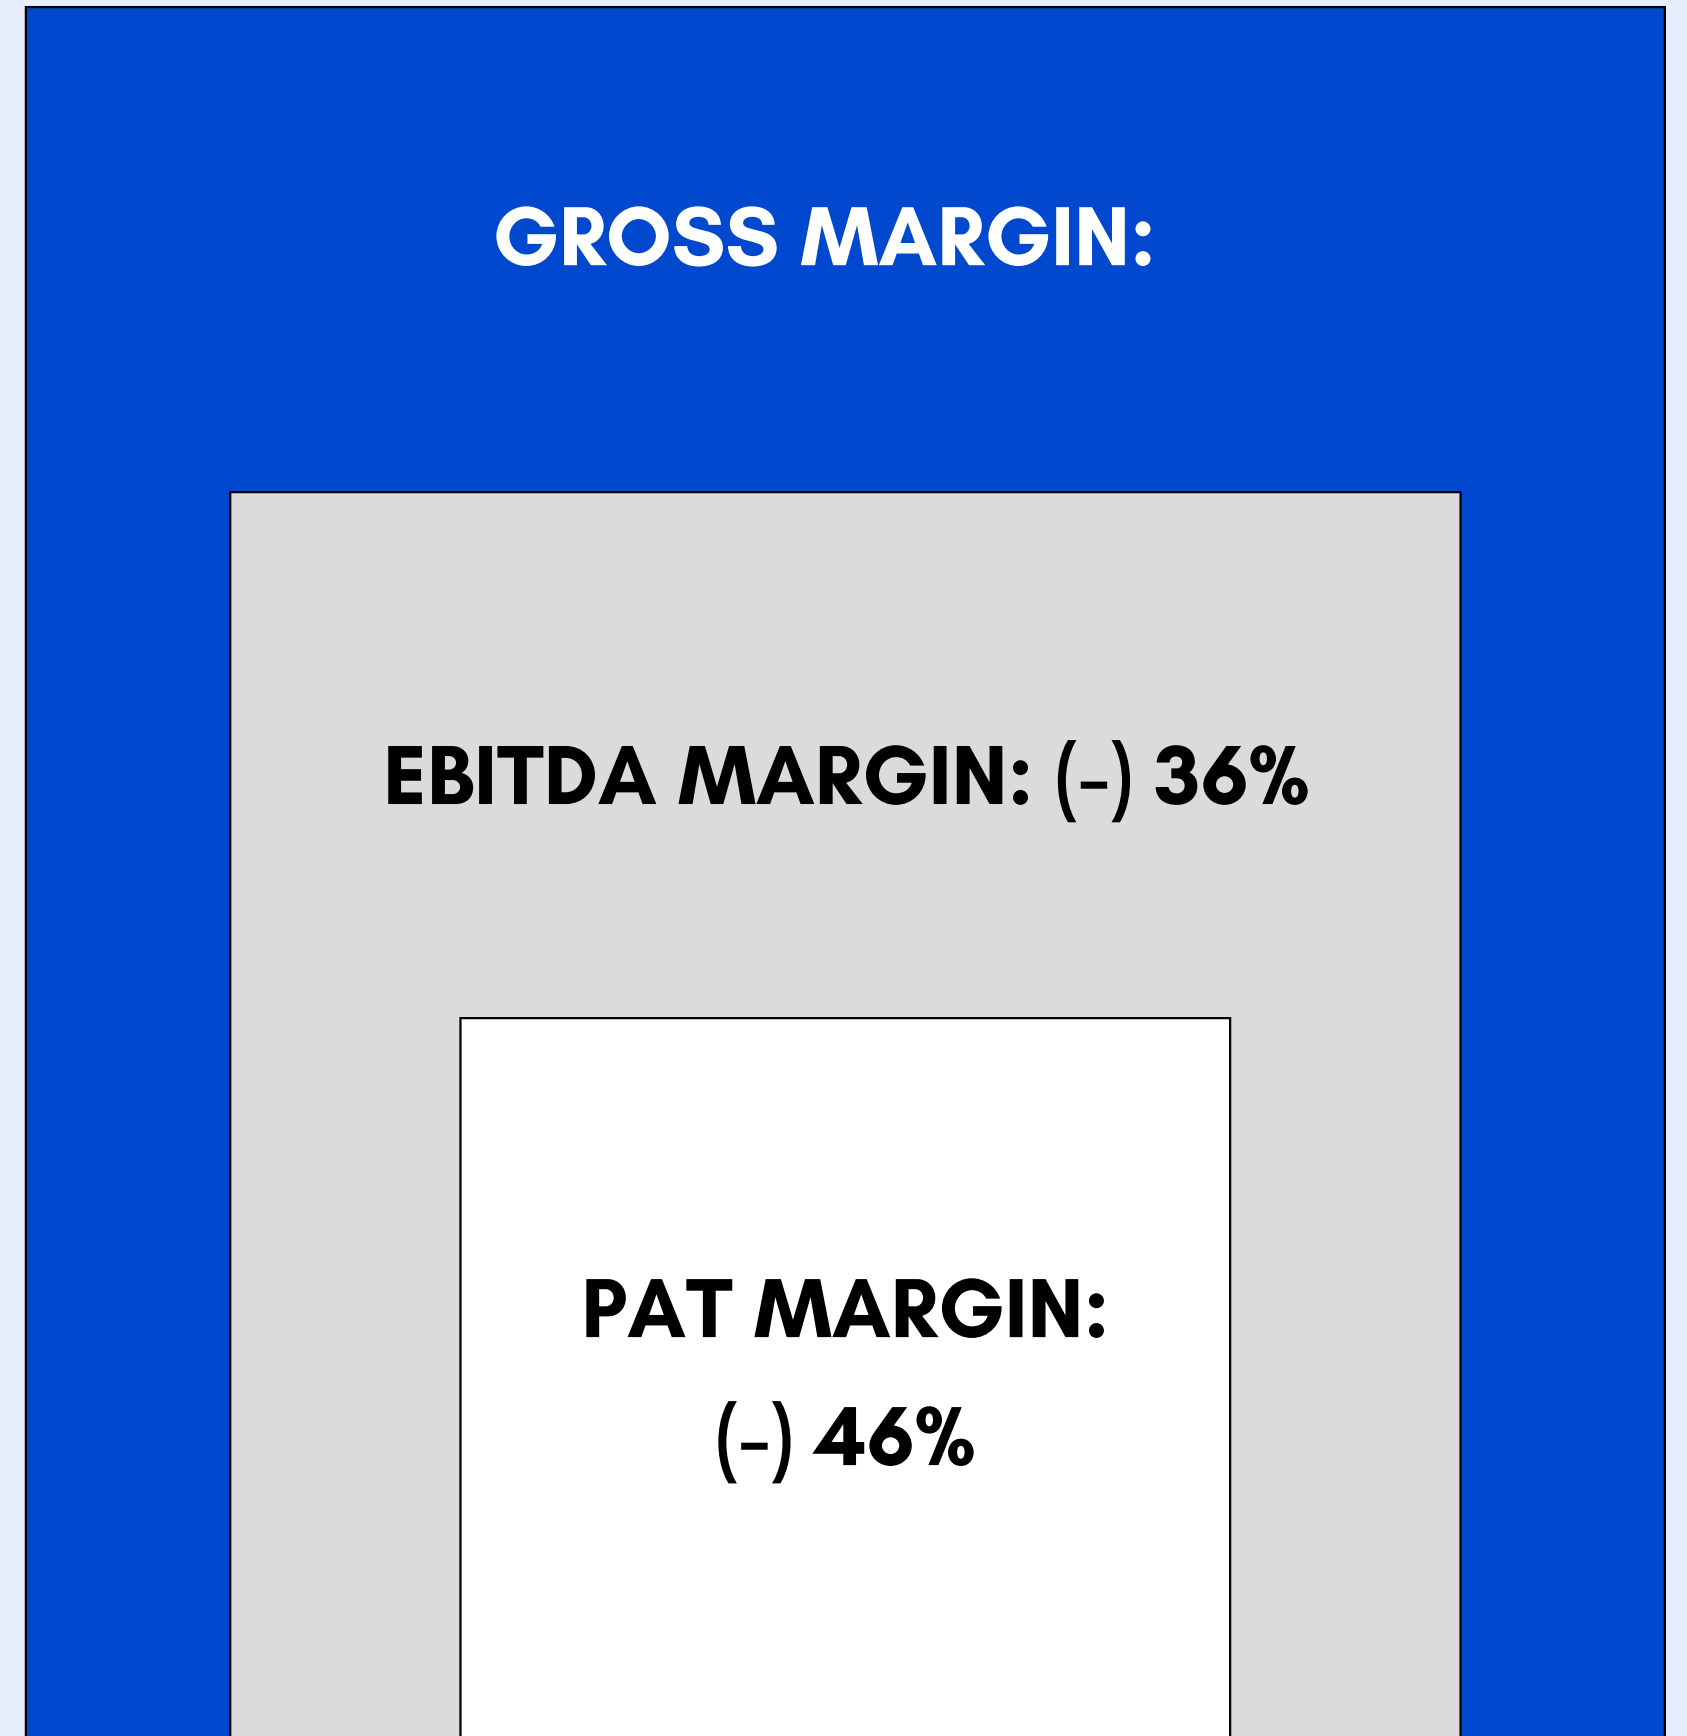 GROSS MARGIN:
EBITDA MARGIN: (-) 36%
PAT MARGIN:
(-) 46%